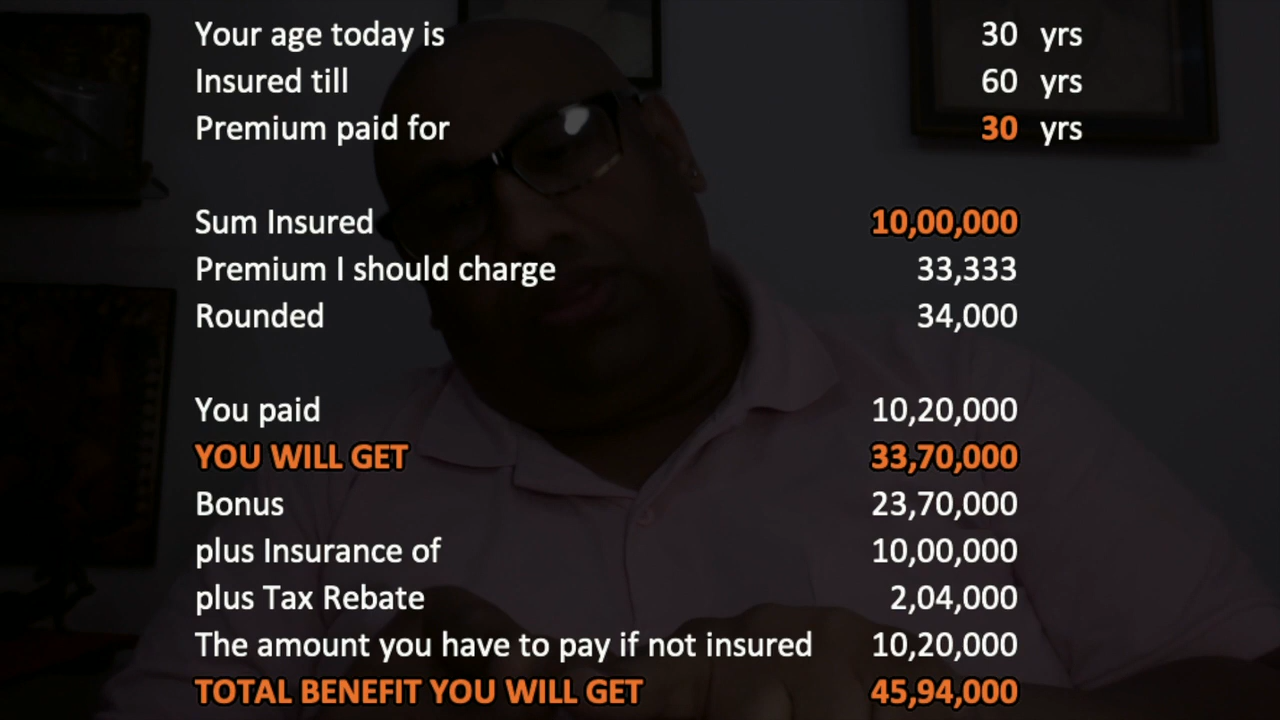 Your age today is 30 yrs
Insured till 60 yrs
Premium paid for 30 yrs
Sum Insured 10,00,000
Premium I should charge 33,333
Rounded 34,000
You paid 10,20,000
YOU WILL GET 33,70,000
Bonus 23,70,000
plus Insurance of 10,00,000
plus Tax Rebate 2,04,000
The amount you have to pay if not insured 10,20,000
TOTAL BENEFIT YOU WILL GET 45,94,000